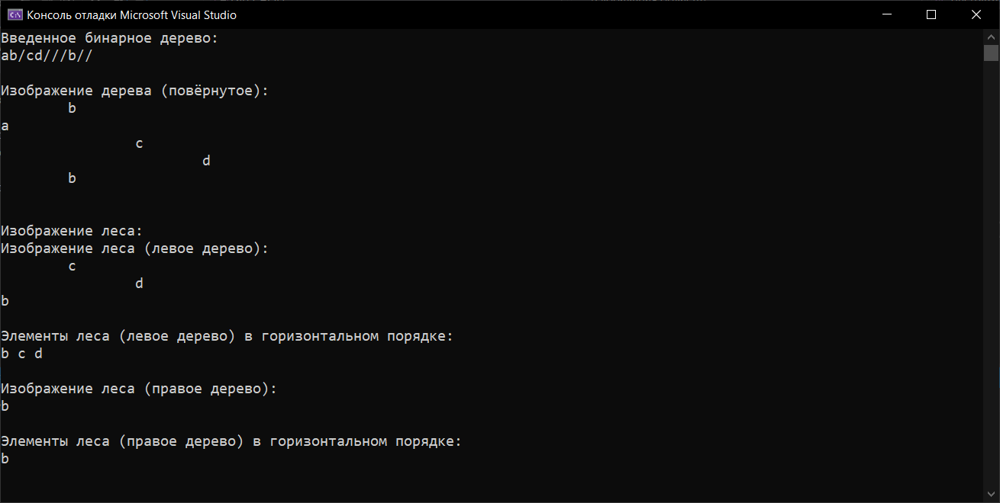 Консоль отладки Microsoft Visual Studio
Введенное бинарное дерево:
ab/cd///b//
Изображение дерева (повёрнутое):
b
a
c
d
b
Изображение леса:
Изображение леса (левое дерево):
c
d
b
Элементы леса (левое дерево) в горизонтальном порядке:
b c d
Изображение леса (правое дерево):
b
Элементы леса (правое дерево) в горизонтальном порядке:
b